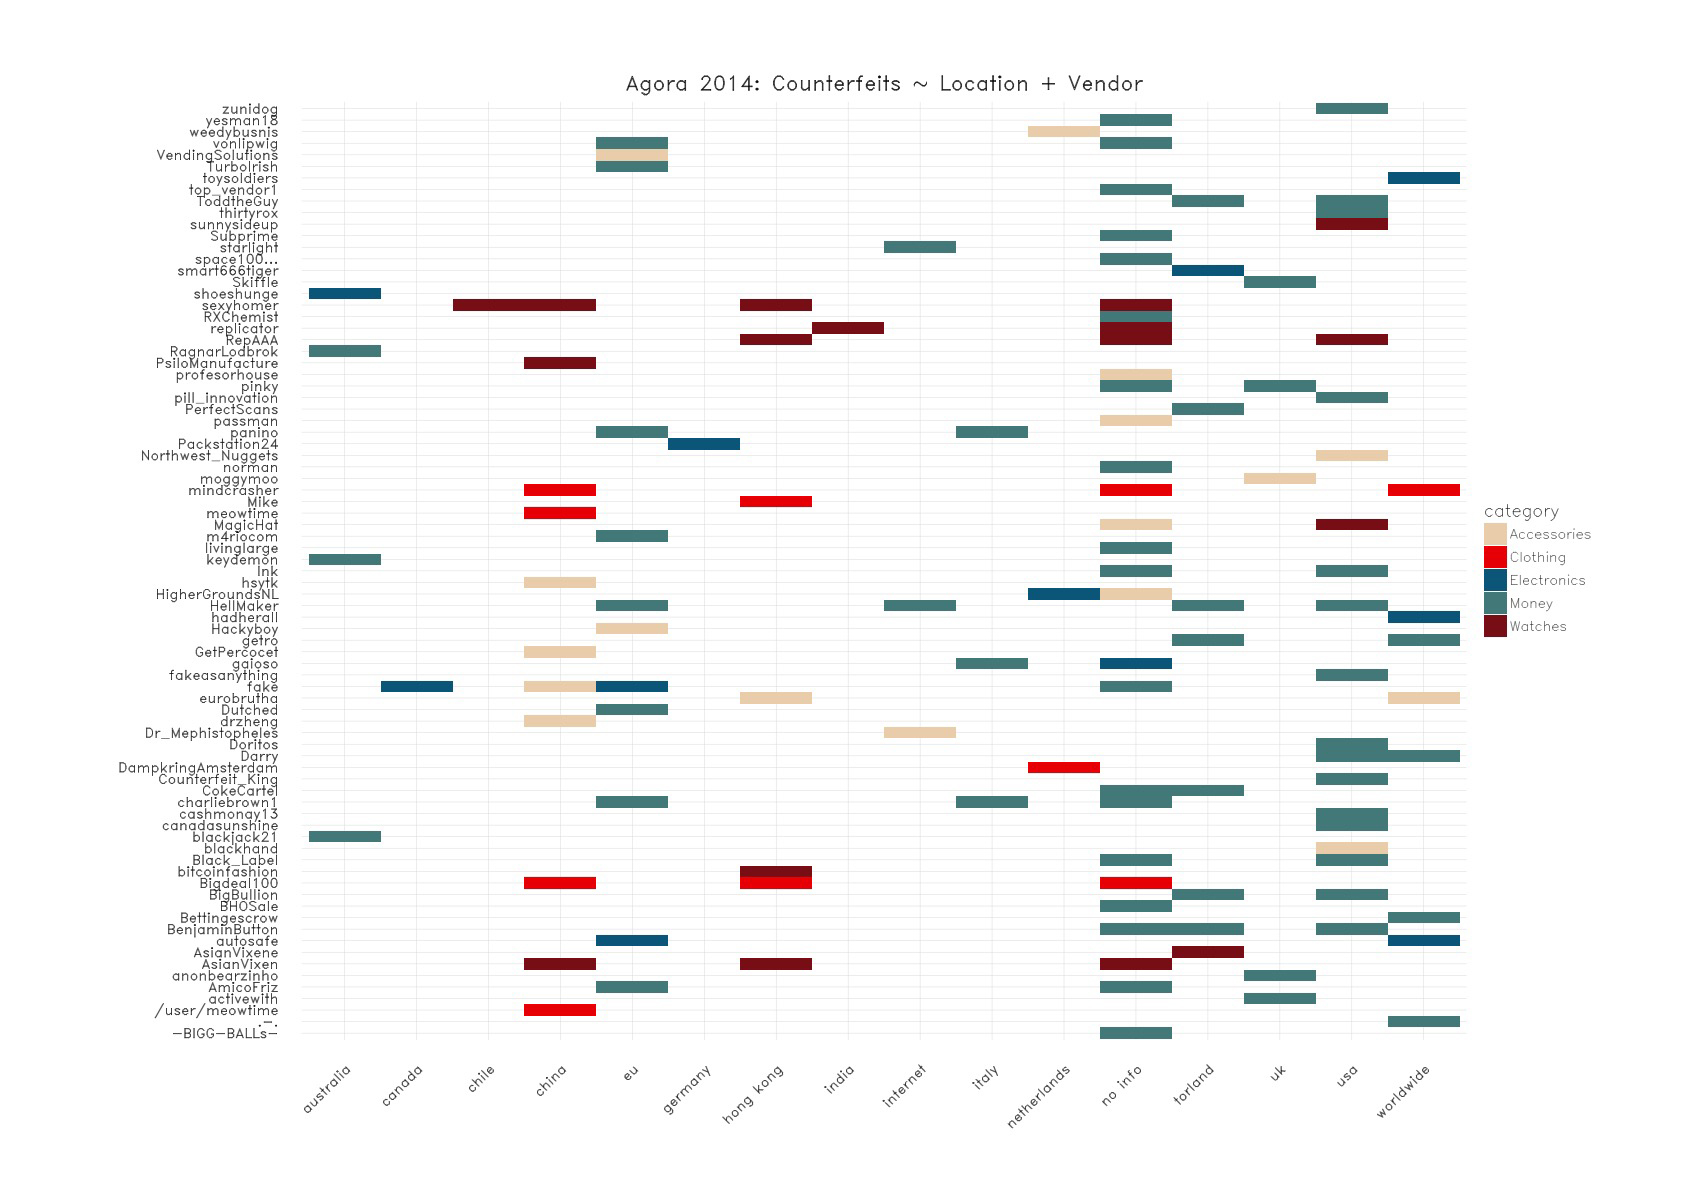 Agora 2014: Counterfeits ~ Location + Vendor
zunidog
yesman18
weedybusnis
vonlipwig
VendingSolutions
TurboIrish
toysoldiers
top_vendor1
ToddtheGuy
thirtyrox
sunnysideup
Subprime
starlight
space100...
smart666tiger
Skiffle
shoeshunge
sexyhomer
RXChemist
replicator
RepAAA
RagnarLodbrok
PsiloManufacture
profesorhouse
pinky
pill_innovation
PerfectScans
passman
panino
Packstation24
Northwest_Nuggets
norman
moggymoo
mindcrasher
Mike
meowtime
MagicHat
m4riocom
livinglarge
keydemon
Ink
hsytk
HigherGroundsNL
HellMaker
hadherall
Hackyboy
getro
GetPercocet
gaioso
fakeasanything
fake
eurobrutha
Dutched
drzheng
Dr_Mephistopheles
Doritos
Darry
DampkringAmsterdam
Counterfeit_King
CokeCartel
charliebrown1
cashmonay13
canadasunshine
blackjack21
blackhand
Black_Label
bitcoinfashion
Bigdeal100
BigBullion
BHOSale
Bettingescrow
BenjaminButton
autosafe
AsianVixene
AsianVixen
anonbearzinho
AmicoFriz
activewith
/user/meowtime
.-.
-BIGG-BALLs-
australia
canada
chile
china
eu
germany
hong kong
india
internet
italy
netherlands
no info
torland
uk
usa
worldwide
category
Accessories
Clothing
Electronics
Money
Watches